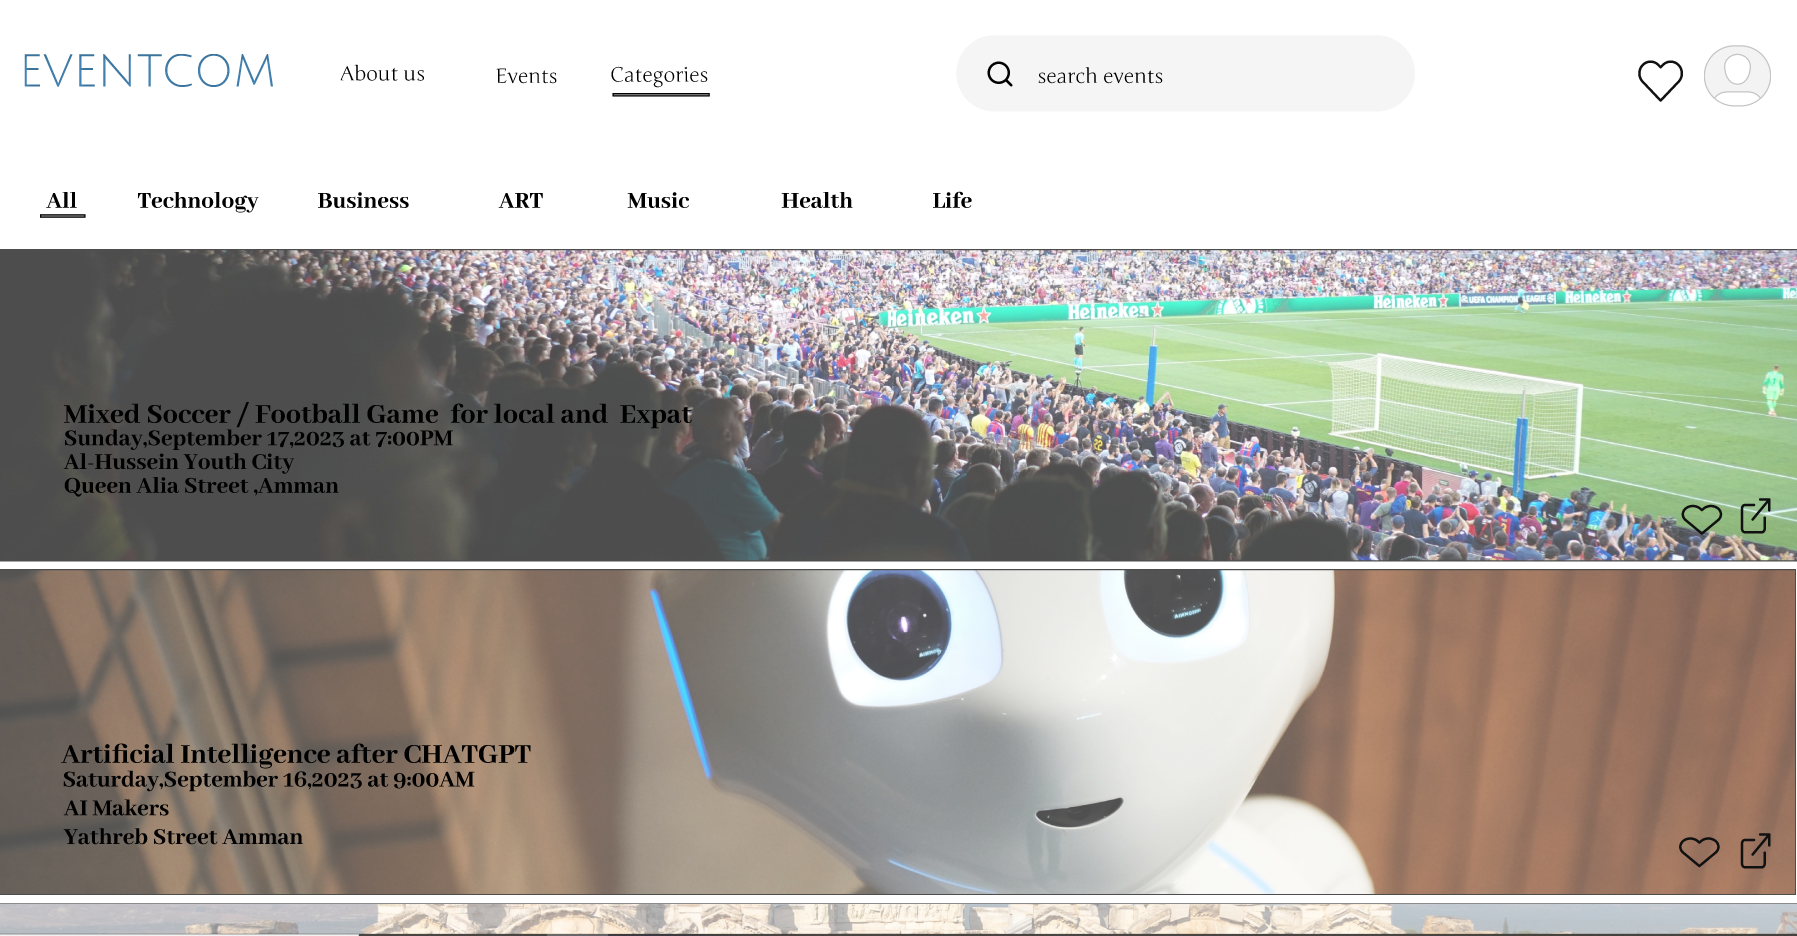 EVENTCOM
About us
Events
Categories
search events
All
Technology
Business
ART
Music
Health
Life
Heineken
Heineken
Heineken
UEFA CHAMPIONS LEAGUE
Heineken
Mixed Soccer / Football Game for local and Expat
Sunday,September 17,2023 at 7:00PM
Al-Hussein Youth City
Queen Alia Street ,Amman
Artificial Intelligence after CHATGPT
Saturday,September 16,2023 at 9:00AM
AI Makers
Yathreb Street Amman